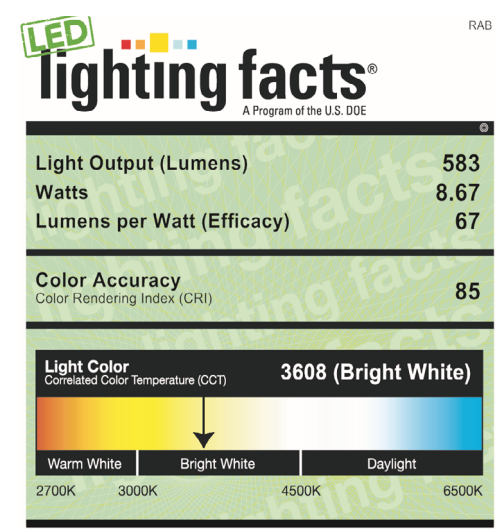 RAB
LED
lighting facts®
A Program of the U.S. DOE
Light Output (Lumens) 583
Watts 8.67
Lumens per Watt (Efficacy) 67
Color Accuracy
Color Rendering Index (CRI) 85
Light Color
Correlated Color Temperature (CCT) 3608 (Bright White)
Warm White Bright White Daylight
2700K 3000K 4500K 6500K